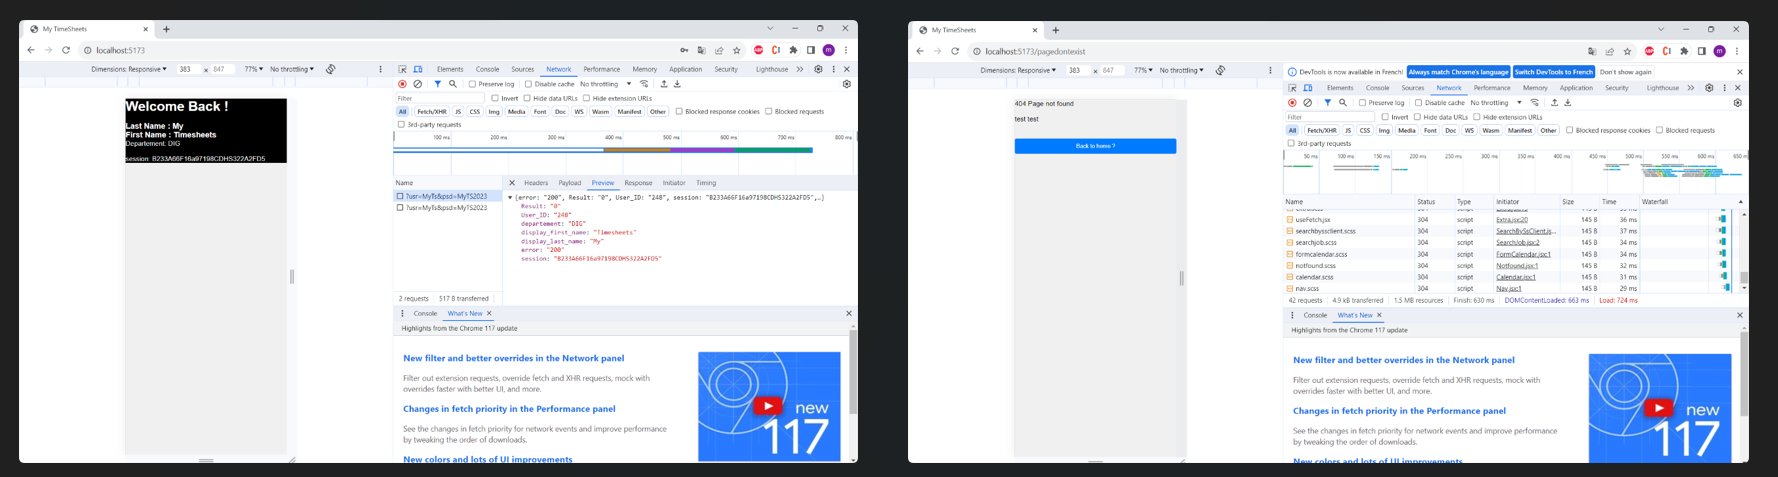 My TimeSheets
localhost:5173
Dimensions: Responsive 383 x 847 77% No throttling
Elements Console Sources Network Performance Memory Application Security Lighthouse
Preserve log Disable cache No throttling
Filter Invert Hide data URLs Hide extension URLs
All Fetch/XHR JS CSS Img Media Font Doc WS Wasm Manifest Other Blocked response cookies Blocked requests
3rd-party requests
100 ms 200 ms 300 ms 400 ms 500 ms 600 ms 700 ms 800 ms
Welcome Back !
Last Name : My
First Name : Timesheets
Departement: DIG
session: B233A66F16a97198CDHS322A2FD5
Name Headers Payload Preview Response Initiator Timing
?usr=MyTs&psd=MyTS2023
?usr=MyTs&psd=MyTS2023
{error: "200", Result: "0", User_ID: "248", session: "B233A66F16a97198CDHS322A2FD5",…}
Result: "0"
User_ID: "248"
departement: "DIG"
display_first_name: "Timesheets"
display_last_name: "My"
error: "200"
session: "B233A66F16a97198CDHS322A2FD5"
2 requests 517 B transferred
Console What's New
Highlights from the Chrome 117 update
New filter and better overrides in the Network panel
Filter out extension requests, override fetch and XHR requests, mock with
overrides faster with better UI, and more.
Changes in fetch priority in the Performance panel
See the changes in fetch priority for network events and improve performance
by tweaking the order of downloads.
New colors and lots of UI improvements
new
117
My TimeSheets
localhost:5173/pagedontexist
Dimensions: Responsive 383 x 847 77% No throttling
DevTools is now available in French! Always match Chrome's language Switch DevTools to French Don't show again
Elements Console Sources Network Performance Memory Application Security Lighthouse
Preserve log Disable cache No throttling
Filter Invert Hide data URLs Hide extension URLs
All Fetch/XHR JS CSS Img Media Font Doc WS Wasm Manifest Other Blocked response cookies Blocked requests
3rd-party requests
50 ms 100 ms 150 ms 200 ms 250 ms 300 ms 350 ms 400 ms 450 ms 500 ms 550 ms 600 ms 650 m
404 Page not found
test test
Back to home ?
Name Status Type Initiator Size Time Waterfall
useFetch.jsx 304 script Extra.jsx:20 145 B 36 ms
searchbyssclient.scss 304 script SearchBySsClient.js... 145 B 37 ms
searchjob.scss 304 script SearchJob.jsx:2 145 B 34 ms
formcalendar.scss 304 script FormCalendar.jsx:1 145 B 34 ms
notfound.scss 304 script Notfound.jsx:1 145 B 32 ms
calendar.scss 304 script Calendar.jsx:1 145 B 31 ms
nav.scss 304 script Nav.jsx:1 145 B 29 ms
42 requests 4.9 kB transferred 1.5 MB resources Finish: 630 ms DOMContentLoaded: 663 ms Load: 724 ms
Console What's New
Highlights from the Chrome 117 update
New filter and better overrides in the Network panel
Filter out extension requests, override fetch and XHR requests, mock with
overrides faster with better UI, and more.
Changes in fetch priority in the Performance panel
See the changes in fetch priority for network events and improve performance
by tweaking the order of downloads.
New colors and lots of UI improvements
new
117